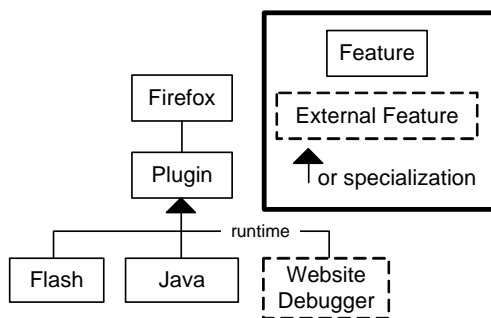 Feature
Firefox
External Feature
Plugin
or specialization
runtime
Flash
Java
Website
Debugger